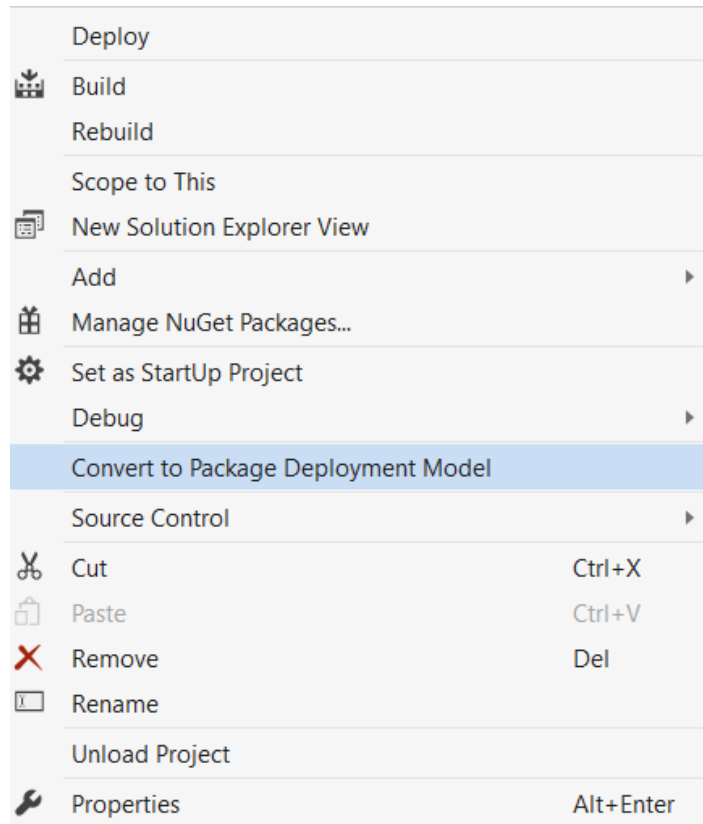 Deploy
Build
Rebuild
Scope to This
New Solution Explorer View
Add
Manage NuGet Packages...
Set as StartUp Project
Debug
Convert to Package Deployment Model
Source Control
Cut Ctrl+X
Paste Ctrl+V
Remove Del
Rename
Unload Project
Properties Alt+Enter